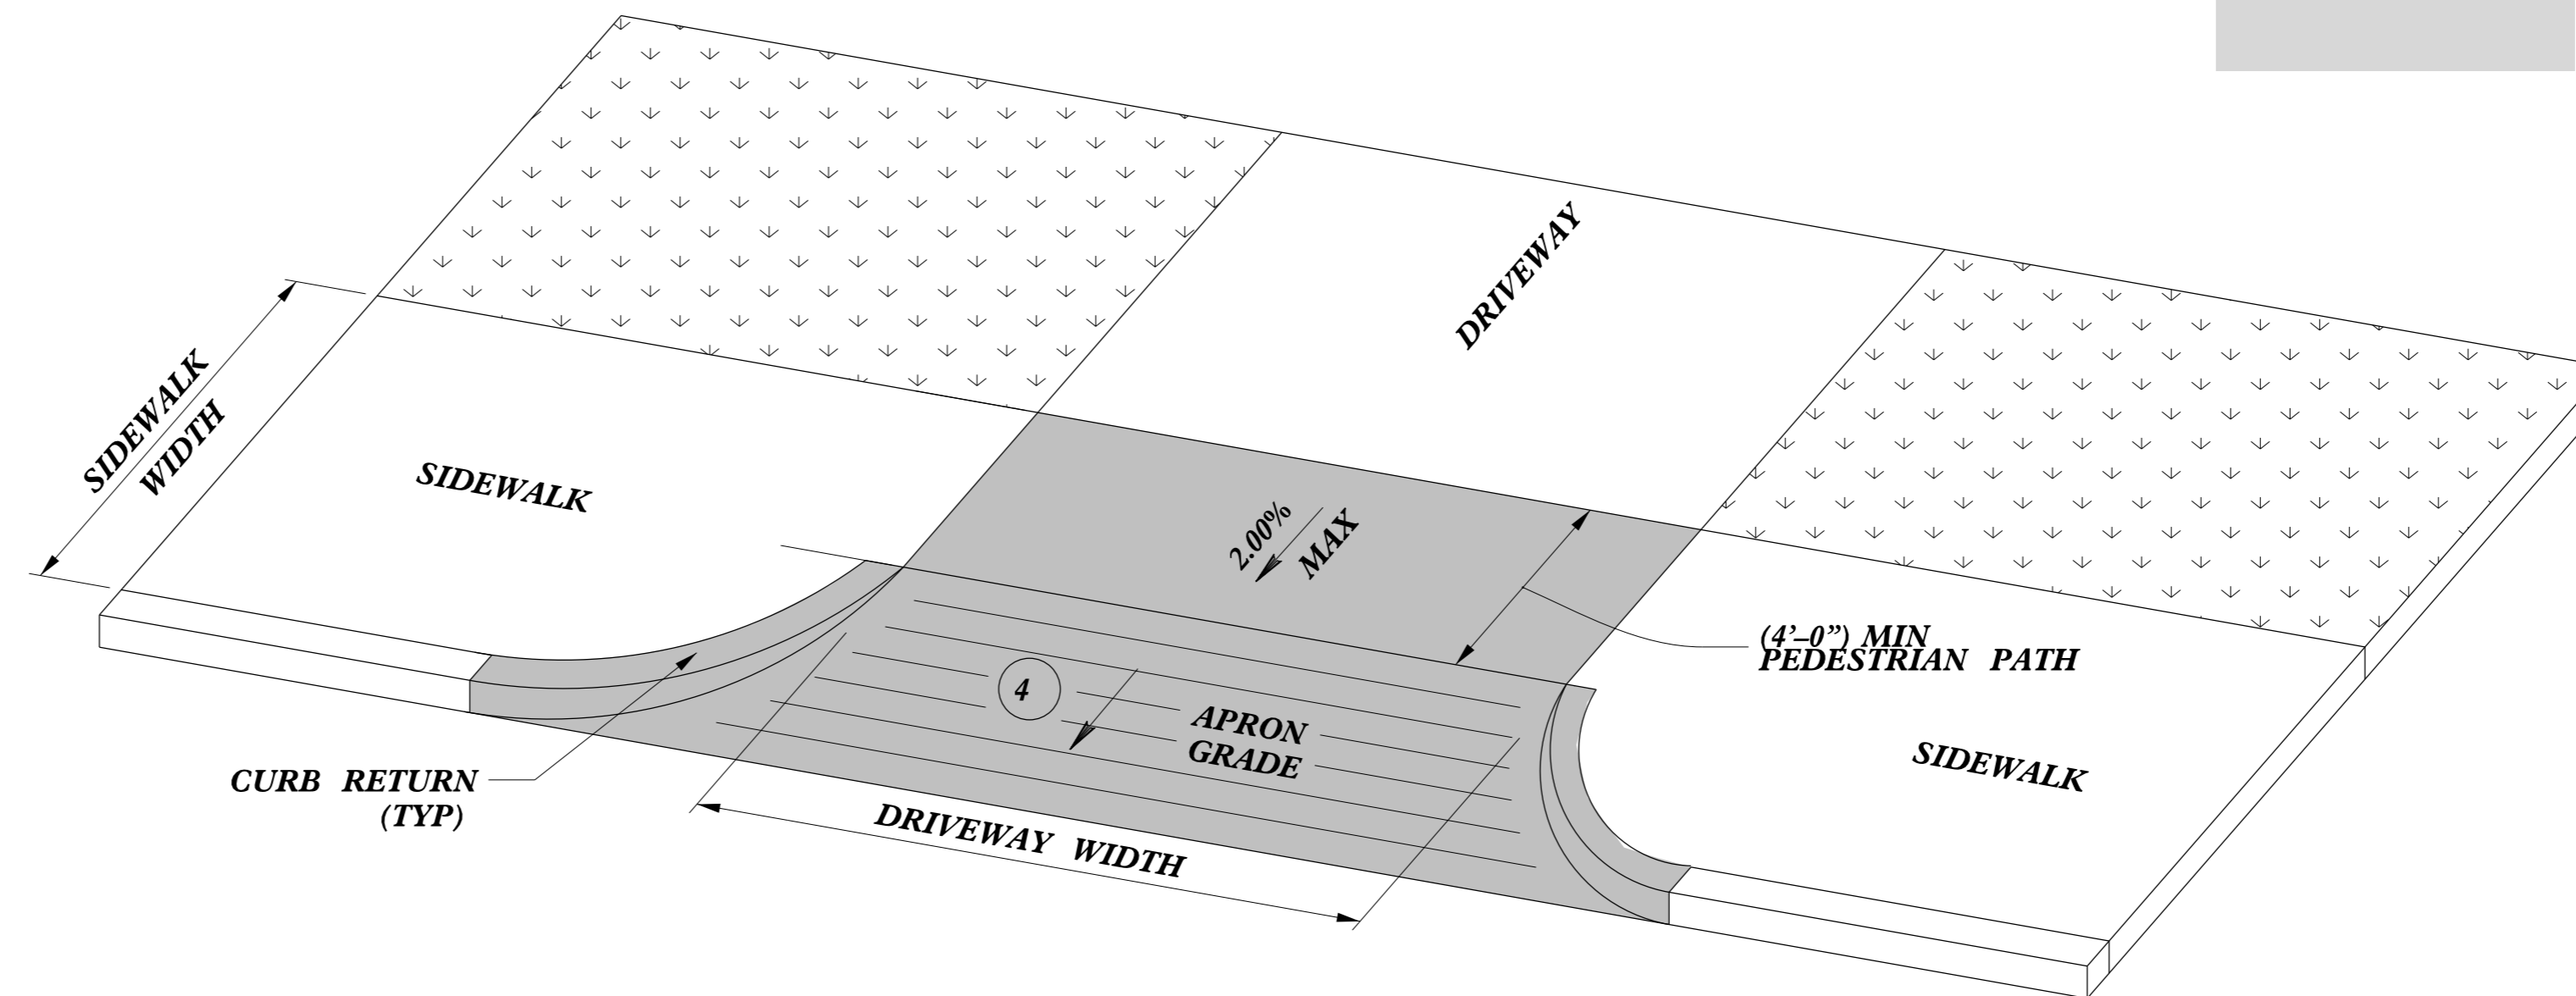 DRIVEWAY
SIDEWALK
WIDTH
SIDEWALK
2.00%
MAX
(4’–0”) MIN
PEDESTRIAN PATH
4
APRON
GRADE
SIDEWALK
CURB RETURN
(TYP)
DRIVEWAY WIDTH